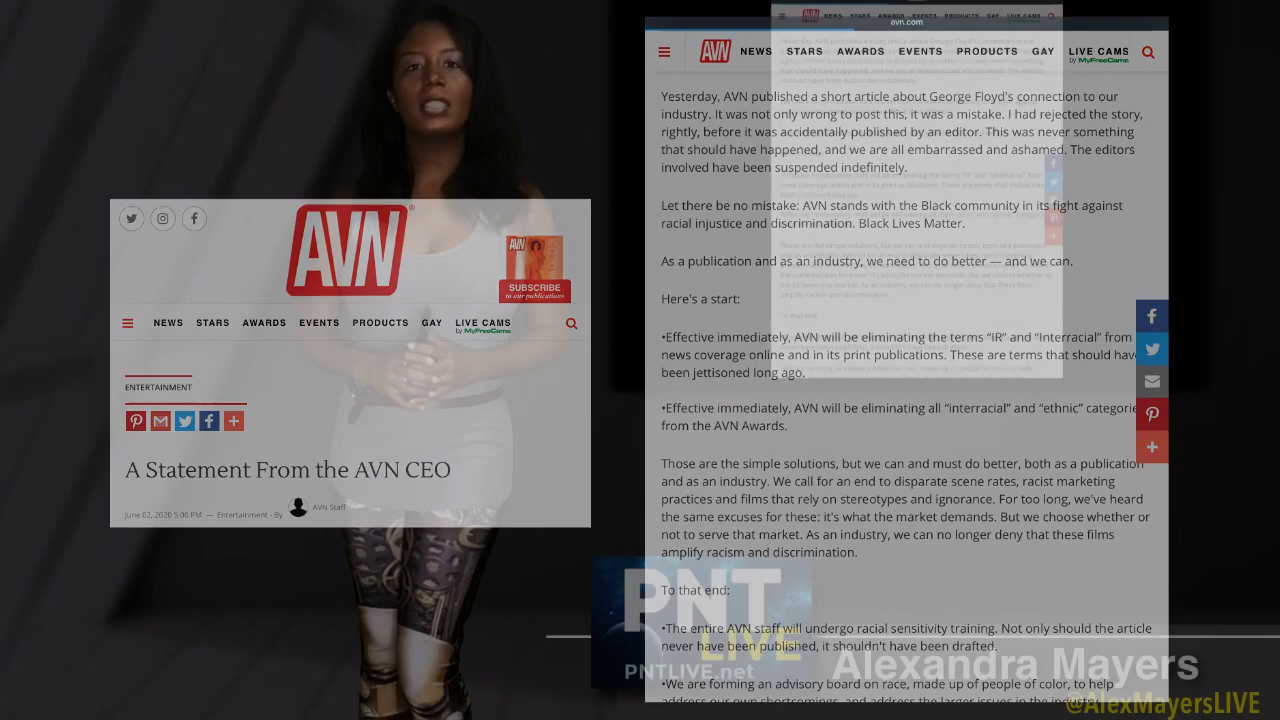 AVN
SUBSCRIBE
to our publications
NEWS STARS AWARDS EVENTS PRODUCTS GAY LIVE CAMS
by MyFreeCams
ENTERTAINMENT
A Statement From the AVN CEO
June 02, 2020 5:00 PM — Entertainment - By AVN Staff
avn.com
AVN NEWS STARS AWARDS EVENTS PRODUCTS GAY LIVE CAMS
by MyFreeCams
Yesterday, AVN published a short article about George Floyd's connection to our
industry. It was not only wrong to post this, it was a mistake. I had rejected the story,
rightly, before it was accidentally published by an editor. This was never something
that should have happened, and we are all embarrassed and ashamed. The editors
involved have been suspended indefinitely.
Let there be no mistake: AVN stands with the Black community in its fight against
racial injustice and discrimination. Black Lives Matter.
As a publication and as an industry, we need to do better — and we can.
Here's a start:
•Effective immediately, AVN will be eliminating the terms “IR” and “Interracial” from
news coverage online and in its print publications. These are terms that should have
been jettisoned long ago.
•Effective immediately, AVN will be eliminating all “interracial” and “ethnic” categorie
from the AVN Awards.
Those are the simple solutions, but we can and must do better, both as a publication
and as an industry. We call for an end to disparate scene rates, racist marketing
practices and films that rely on stereotypes and ignorance. For too long, we've heard
the same excuses for these: it's what the market demands. But we choose whether or
not to serve that market. As an industry, we can no longer deny that these films
amplify racism and discrimination.
To that end:
•The entire AVN staff will undergo racial sensitivity training. Not only should the article
never have been published, it shouldn't have been drafted.
•We are forming an advisory board on race, made up of people of color, to help
address our own shortcomings, and address the larger issues in the
PNT
LIVE
PNTLIVE.net
Alexandra Mayers
@AlexMayersLIVE